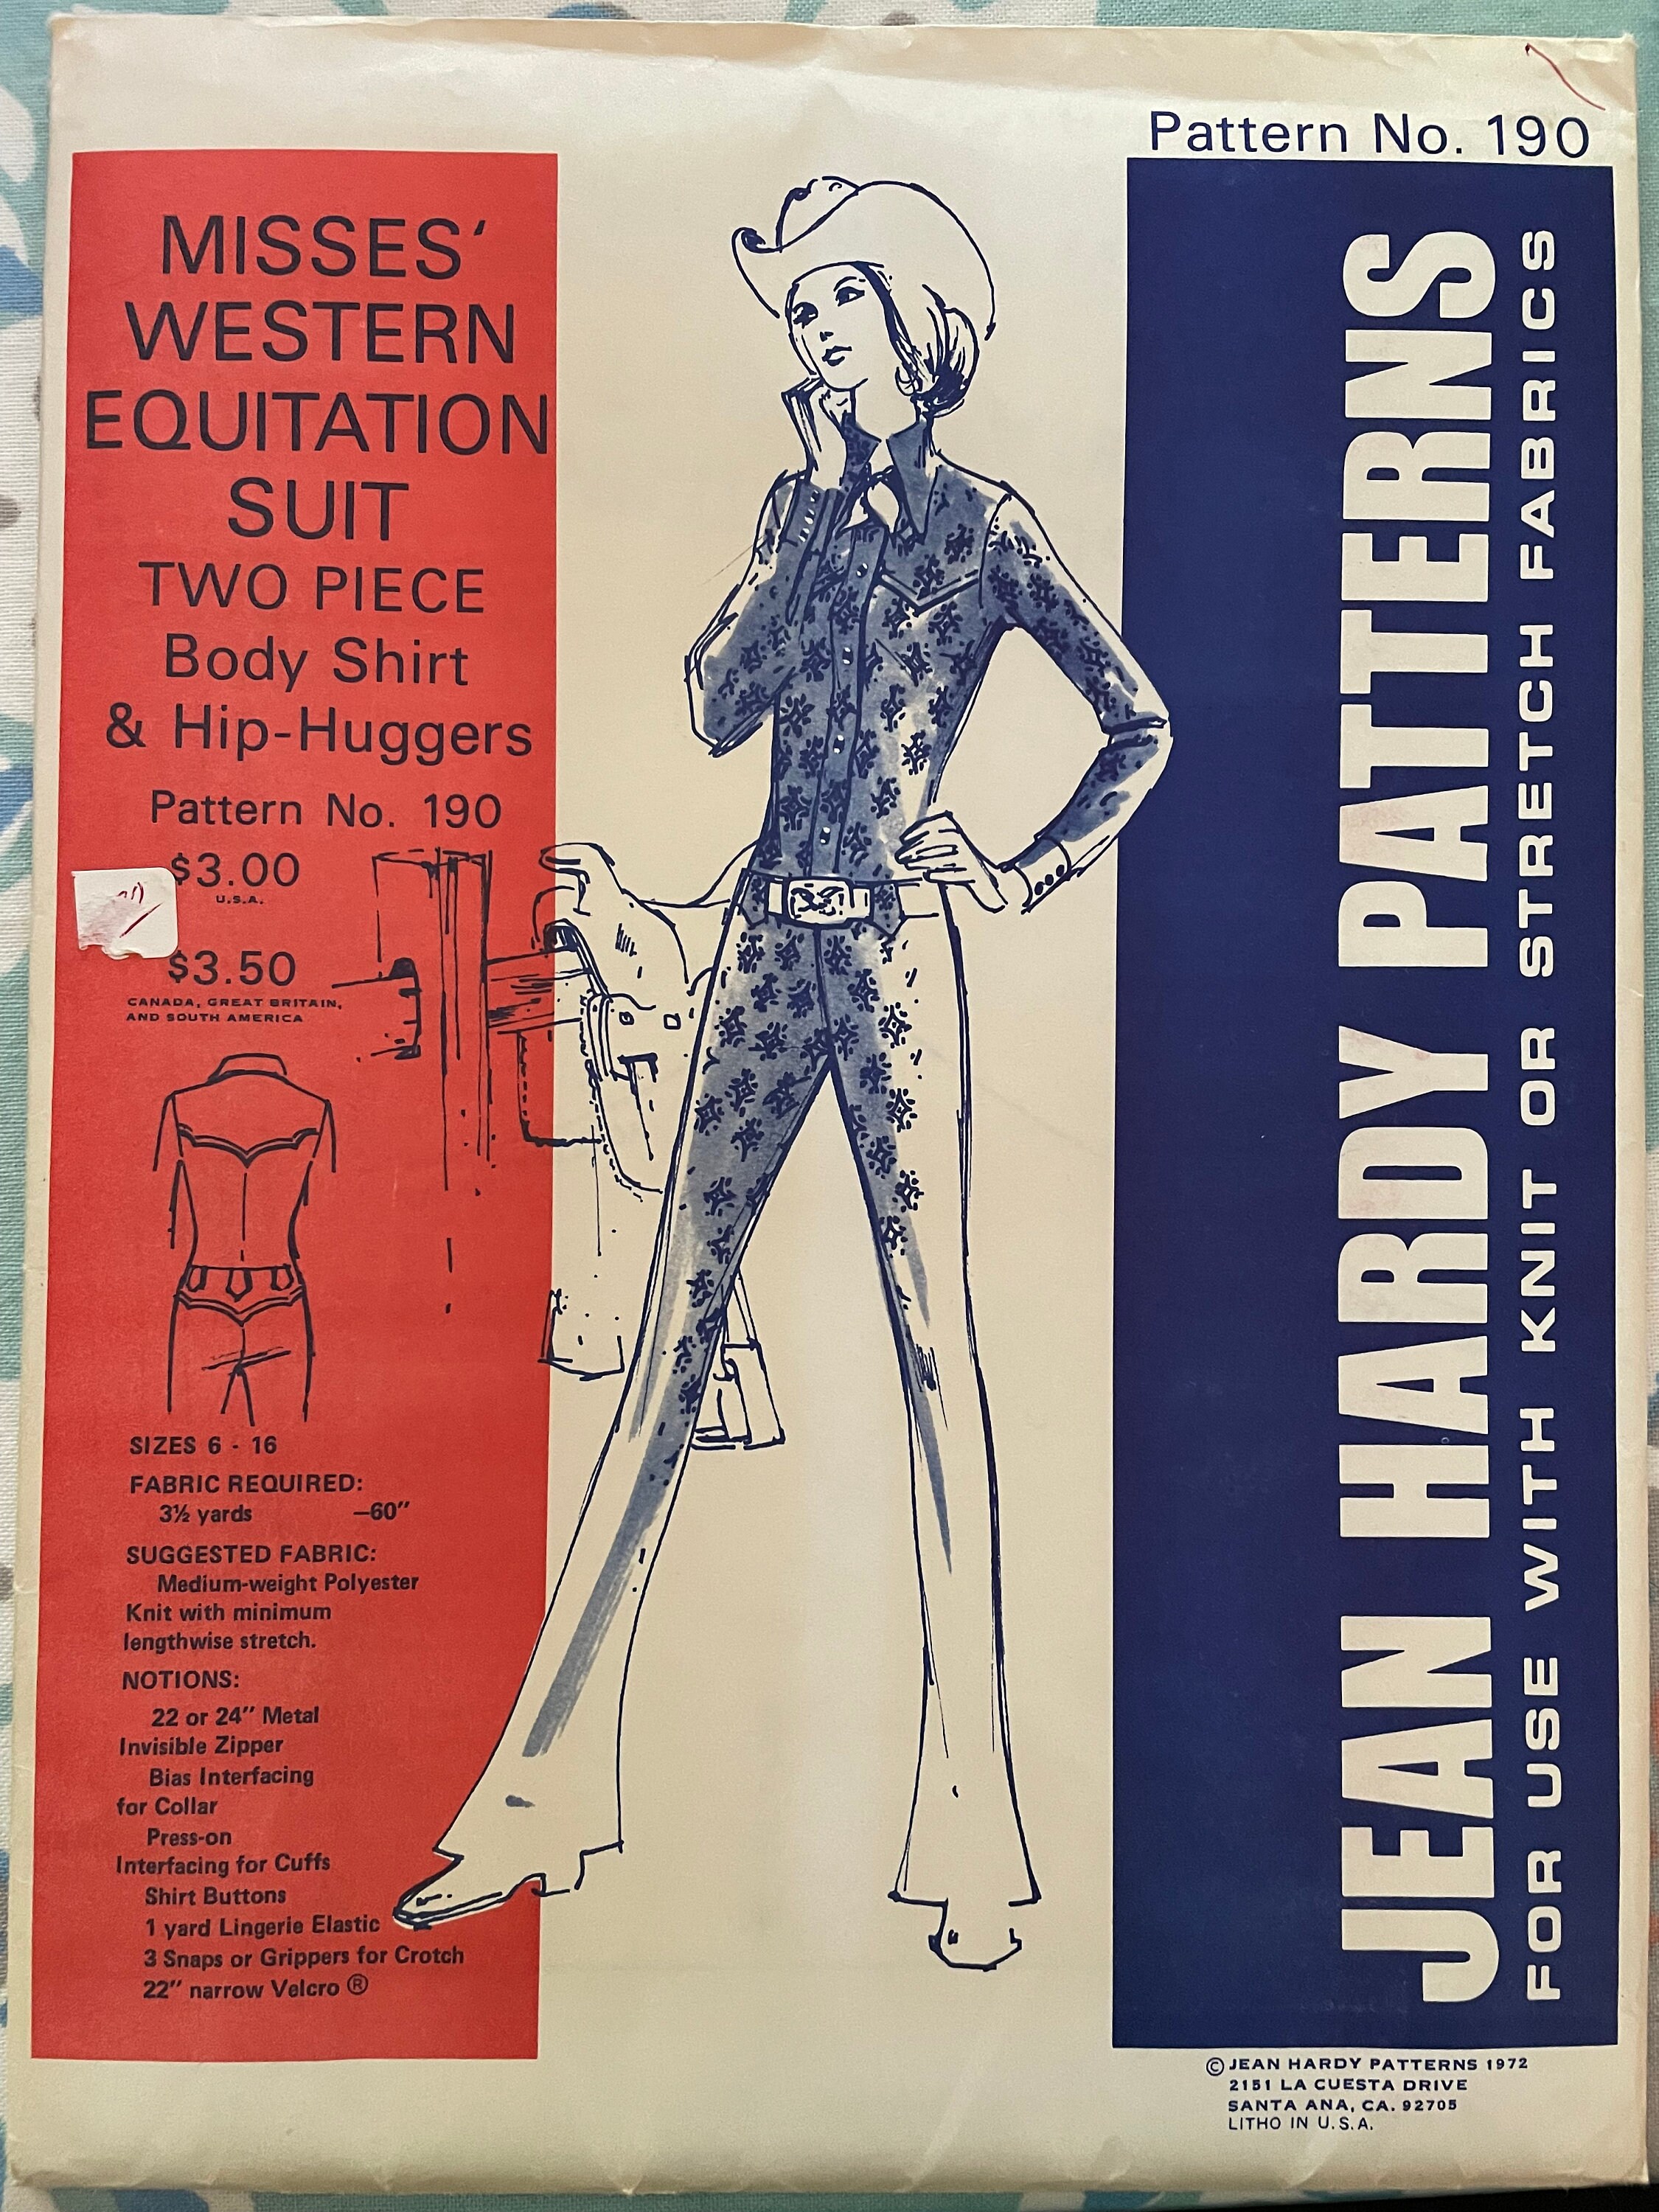 Pattern No. 190
MISSES'
WESTERN
EQUITATION
SUIT
TWO PIECE
Body Shirt
& Hip-Huggers
Pattern No. 190
$3.00
U.S.A.
$3.50
CANADA, GREAT BRITAIN,
AND SOUTH AMERICA
SIZES 6 - 16
FABRIC REQUIRED:
3½ yards —60"
SUGGESTED FABRIC:
Medium-weight Polyester
Knit with minimum
lengthwise stretch.
NOTIONS:
22 or 24" Metal
Invisible Zipper
Bias Interfacing
for Collar
Press-on
Interfacing for Cuffs
Shirt Buttons
1 yard Lingerie Elastic
3 Snaps or Grippers for Crotch
22" narrow Velcro ®
JEAN HARDY PATTERNS
FOR USE WITH KNIT OR STRETCH FABRICS
© JEAN HARDY PATTERNS 1972
2151 LA CUESTA DRIVE
SANTA ANA, CA. 92705
LITHO IN U.S.A.